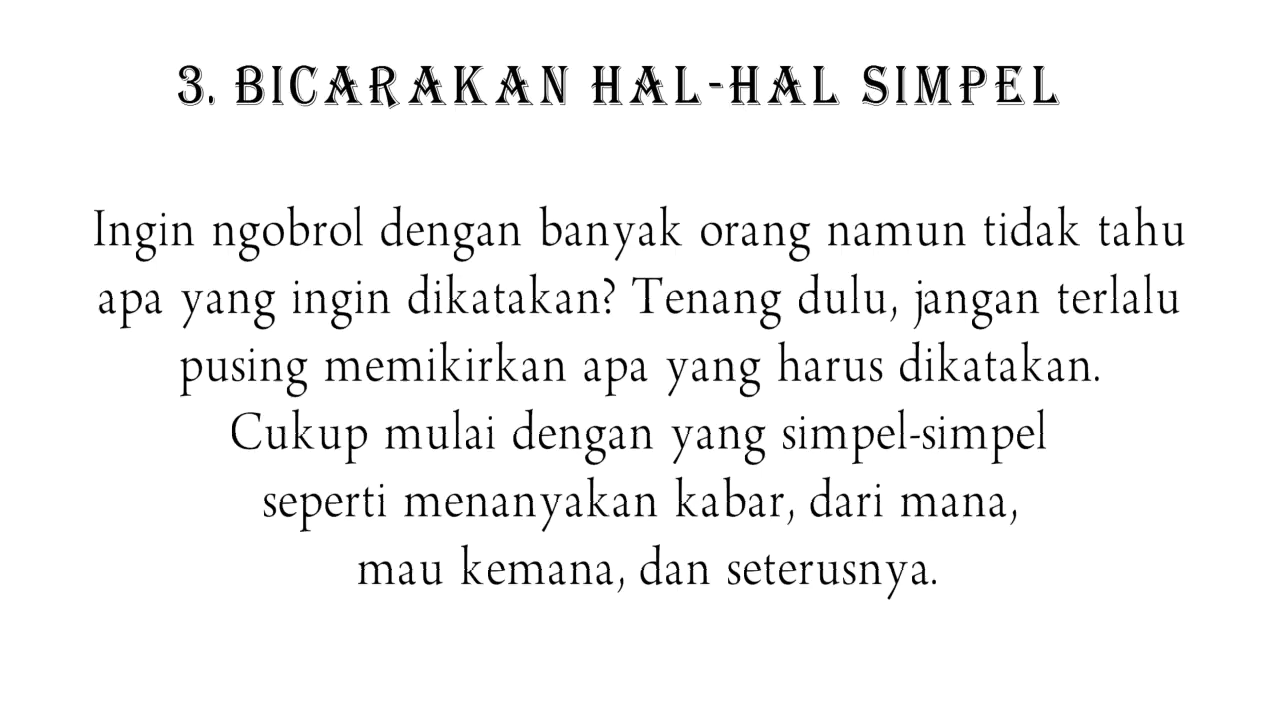 3. BICARAKAN HAL-HAL SIMPEL
Ingin ngobrol dengan banyak orang namun tidak tahu
apa yang ingin dikatakan? Tenang dulu, jangan terlalu
pusing memikirkan apa yang harus dikatakan.
Cukup mulai dengan yang simpel-simpel
seperti menanyakan kabar, dari mana,
mau kemana, dan seterusnya.